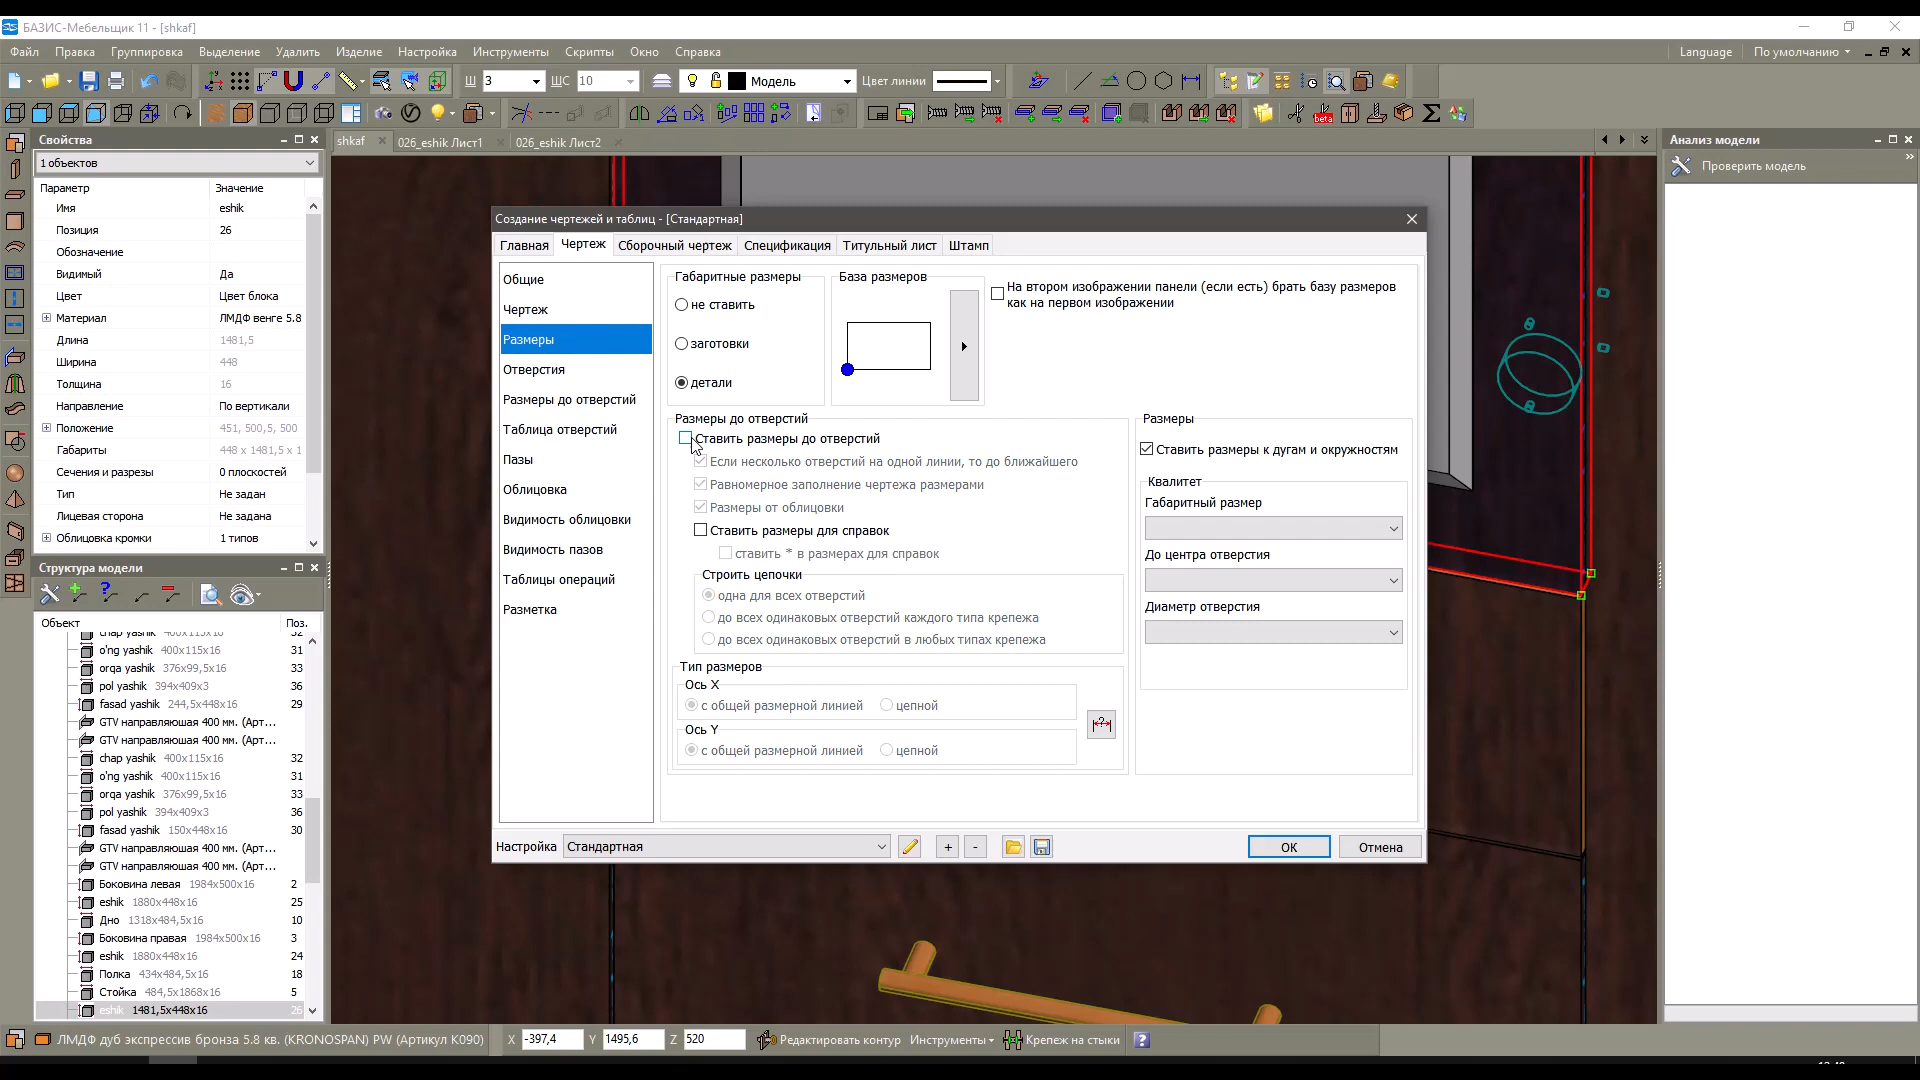 БАЗИС-Мебельщик 11 - [shkaf]
Файл Правка Группировка Выделение Удалить Изделие Настройка Инструменты Скрипты Окно Справка Language По умолчанию
Ш 3 ШС 10 Модель Цвет линии
beta
Свойства
shkaf 026_eshik Лист1 026_eshik Лист2
Анализ модели
Проверить модель
1 объектов
Параметр Значение
Имя eshik
Позиция 26
Обозначение
Видимый Да
Цвет Цвет блока
Материал ЛМДФ венге 5.8
Длина 1481,5
Ширина 448
Толщина 16
Направление По вертикали
Положение 451, 500,5, 500
Габариты 448 x 1481,5 x 1
Сечения и разрезы 0 плоскостей
Тип Не задан
Лицевая сторона Не задана
Облицовка кромки 1 типов
Структура модели
Объект Поз.
chap yashik 400x115x16 32
o'ng yashik 400x115x16 31
orqa yashik 376x99,5x16 33
pol yashik 394x409x3 36
fasad yashik 244,5x448x16 29
GTV направляюшая 400 мм. (Арт...
GTV направляюшая 400 мм. (Арт...
chap yashik 400x115x16 32
o'ng yashik 400x115x16 31
orqa yashik 376x99,5x16 33
pol yashik 394x409x3 36
fasad yashik 150x448x16 30
GTV направляюшая 400 мм. (Арт...
GTV направляюшая 400 мм. (Арт...
Боковина левая 1984x500x16 2
eshik 1880x448x16 25
Дно 1318x484,5x16 10
Боковина правая 1984x500x16 3
eshik 1880x448x16 24
Полка 434x484,5x16 18
Стойка 484,5x1868x16 5
eshik 1481,5x448x16 26
Создание чертежей и таблиц - [Стандартная]
Главная Чертеж Сборочный чертеж Спецификация Титульный лист Штамп
Общие
Чертеж
Размеры
Отверстия
Размеры до отверстий
Таблица отверстий
Пазы
Облицовка
Видимость облицовки
Видимость пазов
Таблицы операций
Разметка
Габаритные размеры
не ставить
заготовки
детали
База размеров
На втором изображении панели (если есть) брать базу размеров
как на первом изображении
Размеры до отверстий
Ставить размеры до отверстий
Если несколько отверстий на одной линии, то до ближайшего
Равномерное заполнение чертежа размерами
Размеры от облицовки
Ставить размеры для справок
ставить * в размерах для справок
Строить цепочки
одна для всех отверстий
до всех одинаковых отверстий каждого типа крепежа
до всех одинаковых отверстий в любых типах крепежа
Тип размеров
Ось X
с общей размерной линией цепной
Ось Y
с общей размерной линией цепной
Размеры
Ставить размеры к дугам и окружностям
Квалитет
Габаритный размер
До центра отверстия
Диаметр отверстия
Настройка Стандартная + - OK Отмена
ЛМДФ дуб экспрессив бронза 5.8 кв. (KRONOSPAN) PW (Артикул K090) X -397,4 Y 1495,6 Z 520 Редактировать контур Инструменты Крепеж на стыки